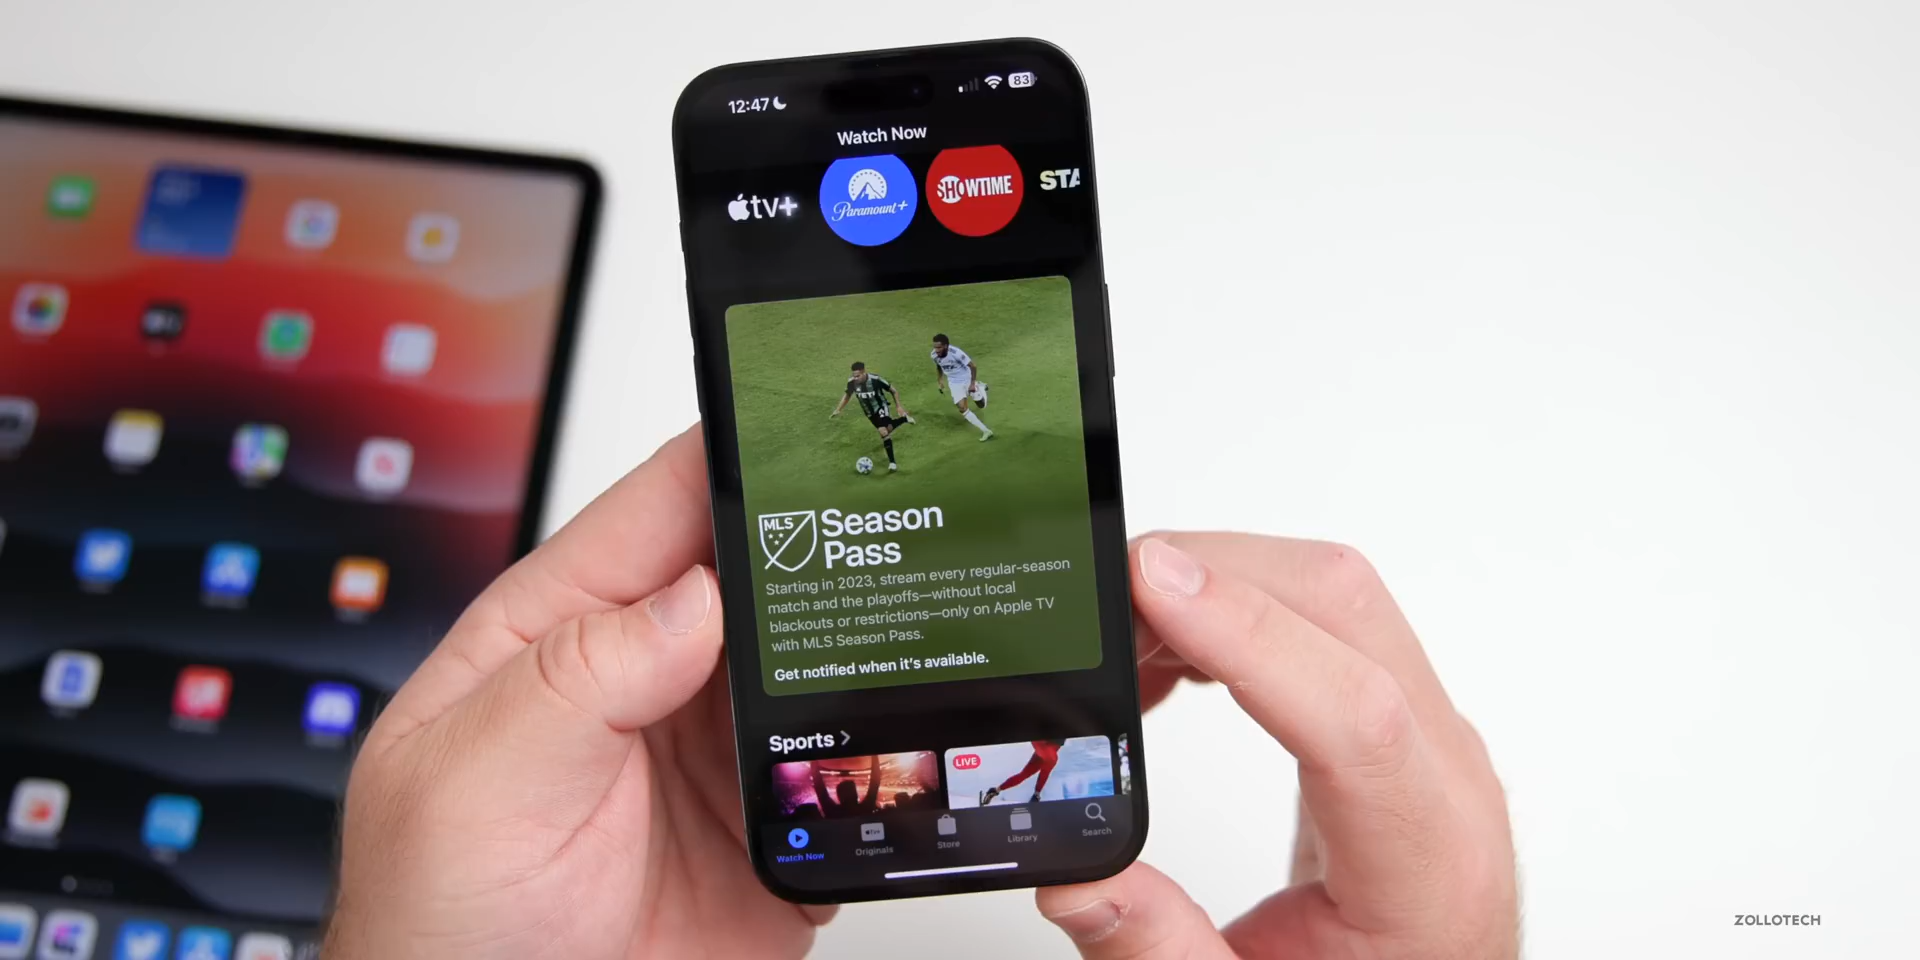 12:47
83
Watch Now
tv+
Paramount+
SHOWTIME
STA
YETI
MLS
Season
Pass
Starting in 2023, stream every regular-season
match and the playoffs—without local
blackouts or restrictions—only on Apple TV
with MLS Season Pass.
Get notified when it's available.
Sports
LIVE
Watch Now
tv+
Originals
Store
Library
Search
ZOLLOTECH